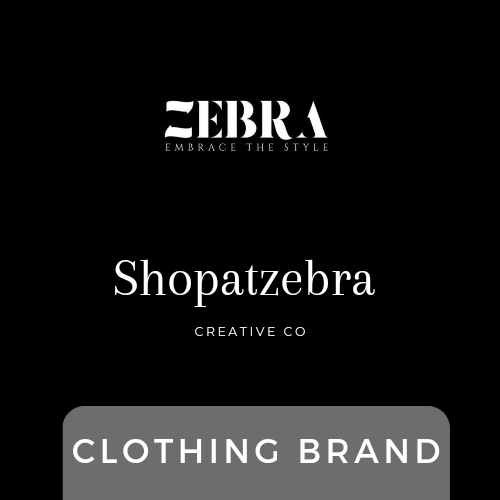 ZEBRA
EMBRACE THE STYLE
Shopatzebra
CREATIVE CO
CLOTHING BRAND